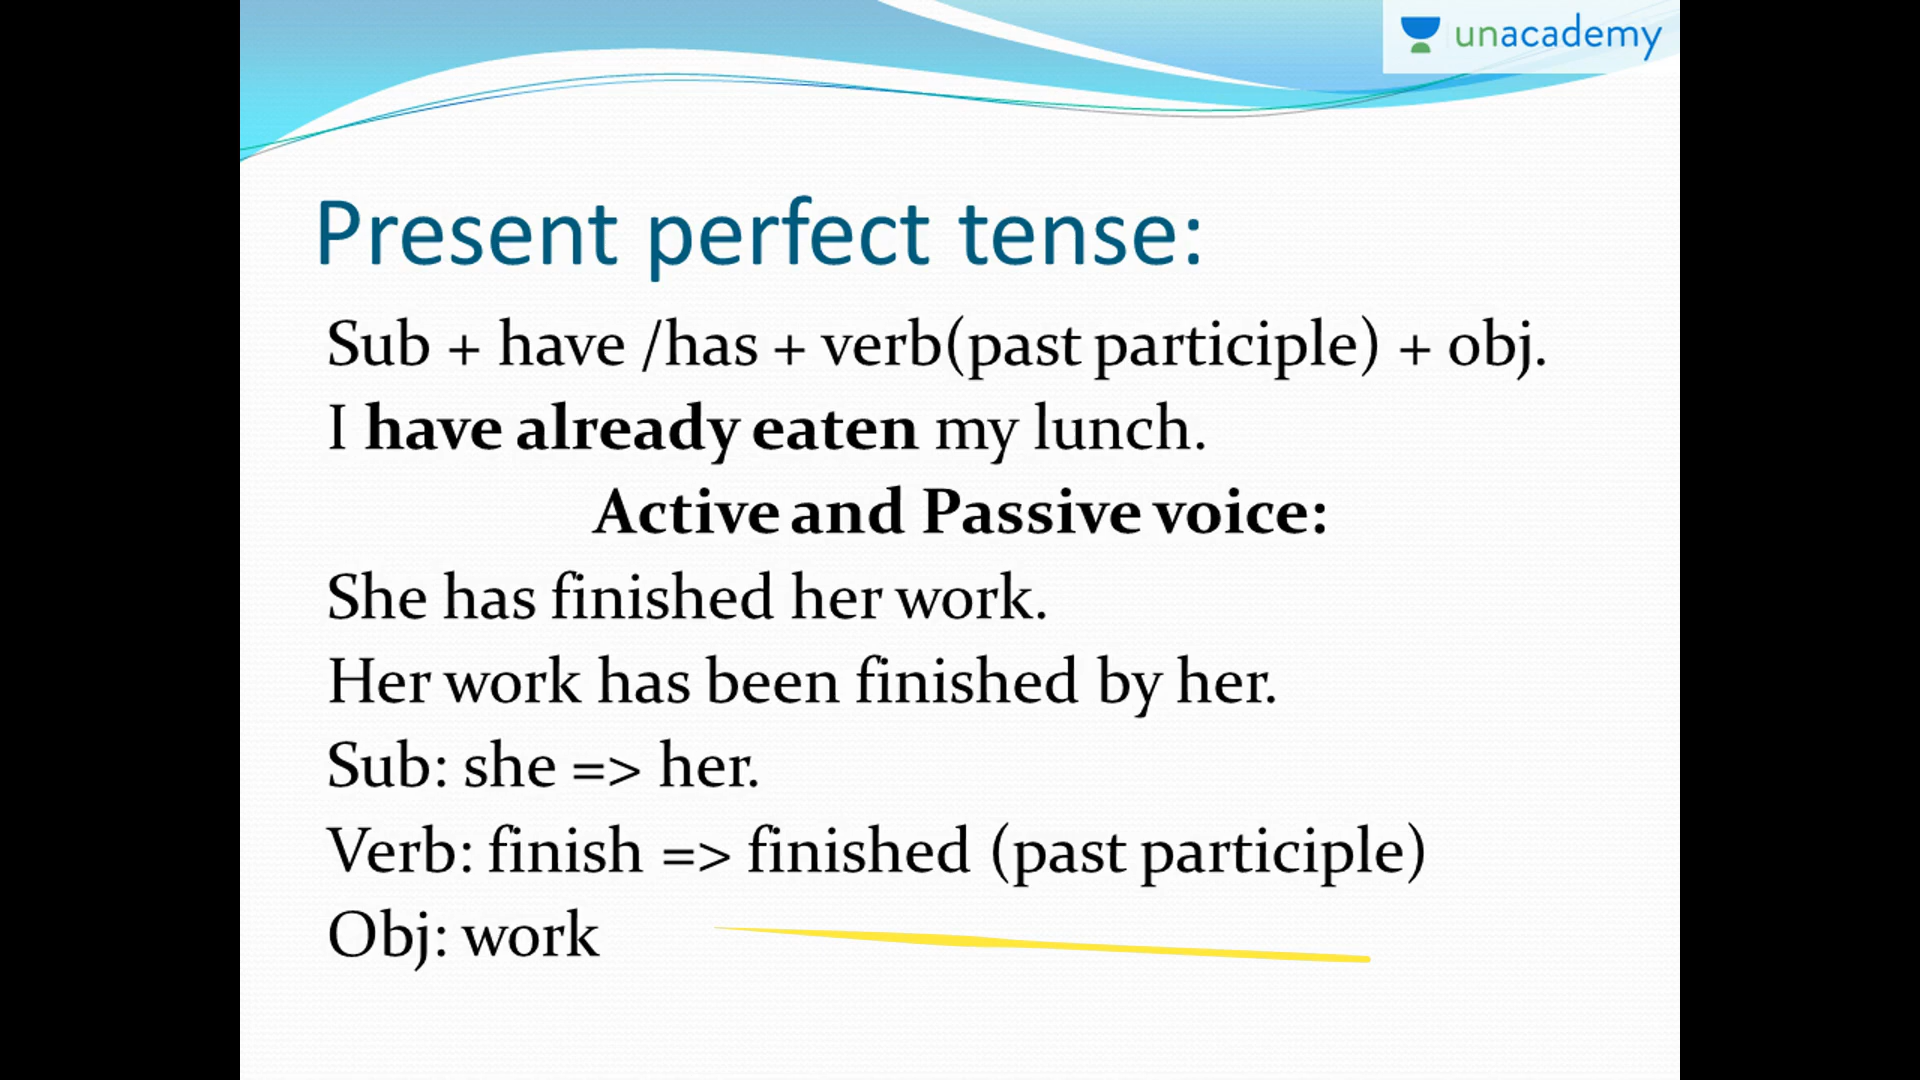 unacademy
Present perfect tense:
Sub + have /has + verb(past participle) + obj.
I have already eaten my lunch.
Active and Passive voice:
She has finished her work.
Her work has been finished by her.
Sub: she => her.
Verb: finish => finished (past participle)
Obj: work